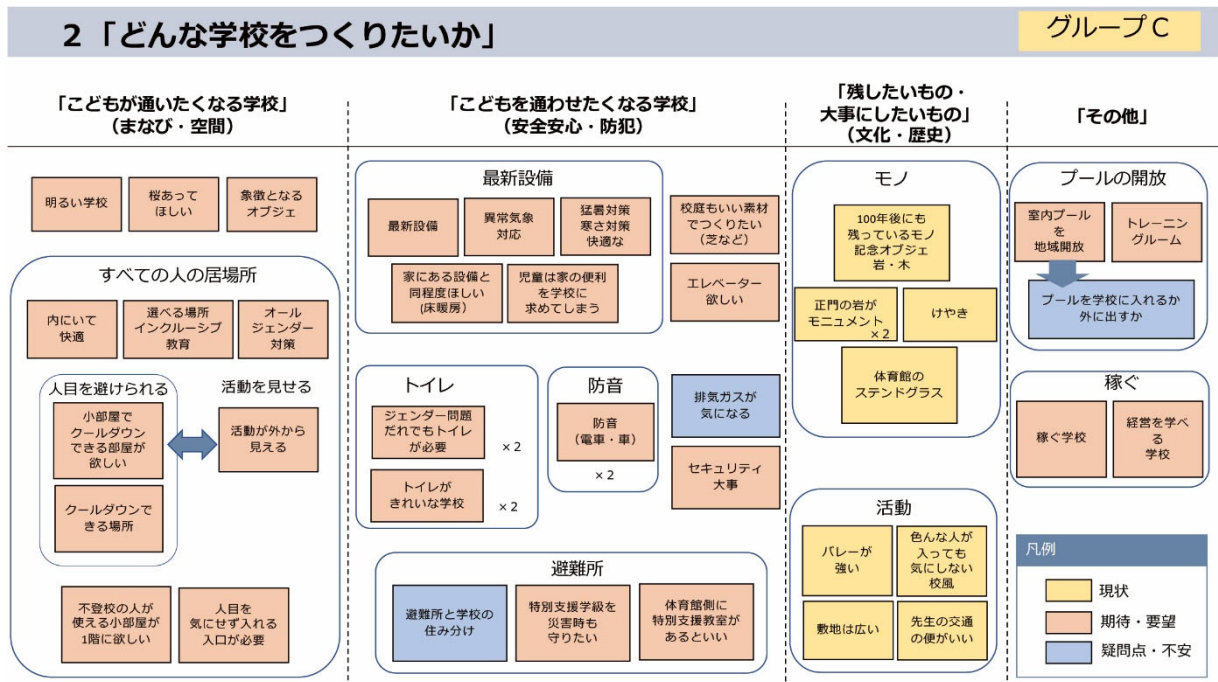 2「どんな学校をつくりたいか」
グループC
「こどもが通いたくなる学校」
（まなび・空間）
明るい学校
桜あって
ほしい
象徴となる
オブジェ
すべての人の居場所
内にいて
快適
選べる場所
インクルーシブ
教育
オール
ジェンダー
対策
人目を避けられる
小部屋で
クールダウン
できる部屋が
欲しい
クールダウンで
きる場所
活動を見せる
活動が外から
見える
不登校の人が
使える小部屋が
1階に欲しい
人目を
気にせず入れる
入口が必要
「こどもを通わせたくなる学校」
（安全安心・防犯）
最新設備
最新設備
異常気象
対応
猛暑対策
寒さ対策
快適な
家にある設備と
同程度ほしい
(床暖房）
児童は家の便利
を学校に
求めてしまう
校庭もいい素材
でつくりたい
（芝など）
エレベーター
欲しい
トイレ
ジェンダー問題
だれでもトイレ
が必要
×2
トイレが
きれいな学校
×2
防音
防音
（電車・車）
×2
排気ガスが
気になる
セキュリティ
大事
避難所
避難所と学校の
住み分け
特別支援学級を
災害時も
守りたい
体育館側に
特別支援教室が
あるといい
「残したいもの・
大事にしたいもの」
（文化・歴史）
モノ
100年後にも
残っているモノ
記念オブジェ
岩・木
正門の岩が
モニュメント
×2
けやき
体育館の
ステンドグラス
活動
バレーが
強い
色んな人が
入っても
気にしない
校風
敷地は広い
先生の交通
の便がいい
「その他」
プールの開放
室内プール
を
地域開放
トレーニン
グルーム
プールを学校に入れるか
外に出すか
稼ぐ
稼ぐ学校
経営を学べ
る
学校
凡例
現状
期待・要望
疑問点・不安